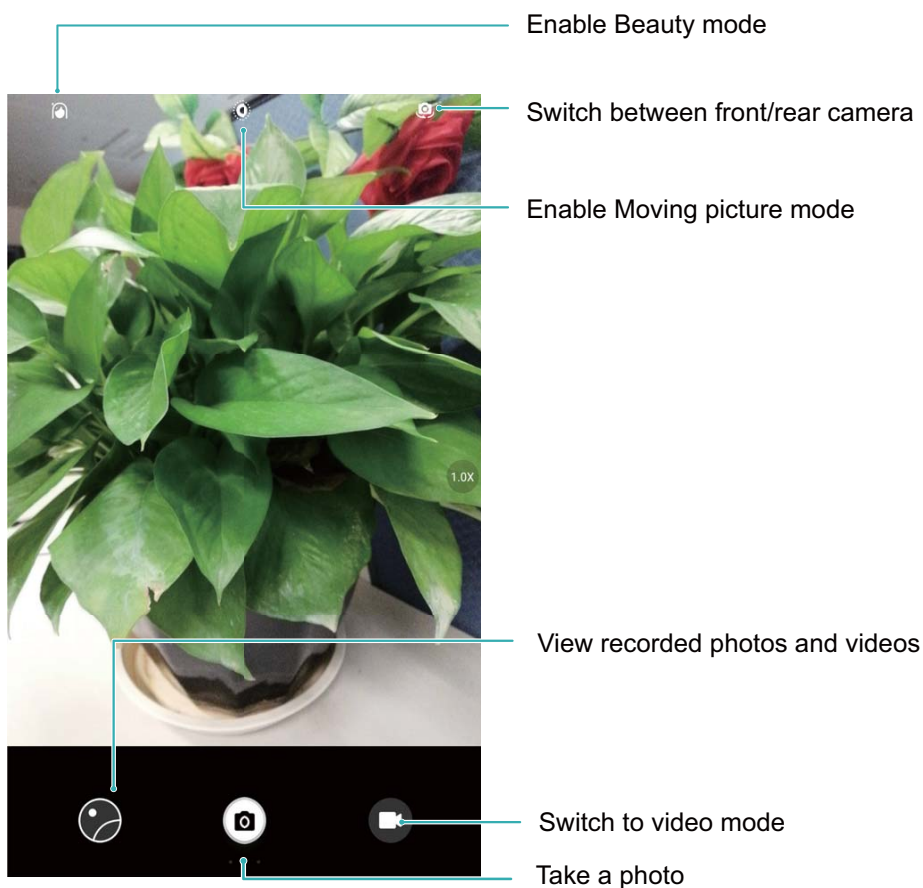 Enable Beauty mode
Switch between front/rear camera
Enable Moving picture mode
1.0X
View recorded photos and videos
Switch to video mode
Take a photo